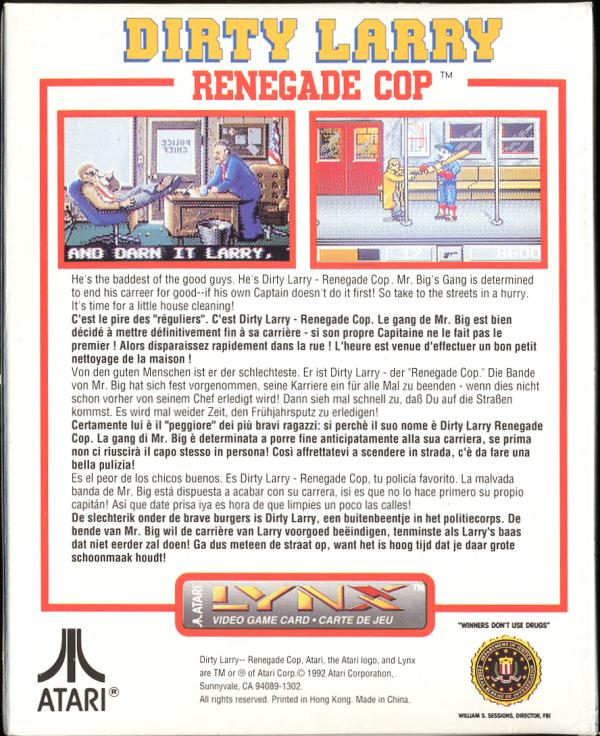 DIRTY LARRY
RENEGADE COP ™
POLICE
CHIEF
AND DARN IT LARRY,
He's the baddest of the good guys. He's Dirty Larry - Renegade Cop. Mr. Big's Gang is determined
to end his carreer for good--if his own Captain doesn't do it first! So take to the streets in a hurry.
It's time for a little house cleaning!
C'est le pire des "réguliers". C'est Dirty Larry - Renegade Cop. Le gang de Mr. Big est bien
décidé à mettre définitivement fin à sa carrière - si son propre Capitaine ne le fait pas le
premier ! Alors disparaissez rapidement dans la rue ! L'heure est venue d'effectuer un bon petit
nettoyage de la maison !
Von den guten Menschen ist er der schlechteste. Er ist Dirty Larry - der "Renegade Cop." Die Bande
von Mr. Big hat sich fest vorgenommen, seine Karriere ein für alle Mal zu beenden - wenn dies nicht
schon vorher von seinem Chef erledigt wird! Dann sieh mal schnell zu, daß Du auf die Straßen
kommst. Es wird mal weider Zeit, den Frühjahrsputz zu erledigen!
Certamente lui è il "peggiore" dei più bravi ragazzi: si perchè il suo nome è Dirty Larry Renegade
Cop. La gang di Mr. Big è determinata a porre fine anticipamente alla sua carriera, se prima
non ci riuscirà il capo stesso in persona! Così affrettatevi a scendere in strada, c'è da fare una
bella pulizia!
Es el peor de los chicos buenos. Es Dirty Larry - Renegade Cop, tu policía favorito. La malvada
banda de Mr. Big está dispuesta a acabar con su carrera, isi es que no lo hace primero su propio
capitán! Así que date prisa iya es hora de que limpies un poco las calles!
De slechterik onder de brave burgers is Dirty Larry, een buitenbeentje in het politiecorps. De
bende van Mr. Big wil de carrière van Larry voorgoed beëindigen, tenminste als Larry's baas
dat niet eerder zal doen! Ga dus meteen de straat op, want het is hoog tijd dat je daar grote
schoonmaak houdt!
ATARI LYNX ™
VIDEO GAME CARD • CARTE DE JEU
"WINNERS DON'T USE DRUGS"
ATARI®
Dirty Larry-- Renegade Cop, Atari, the Atari logo, and Lynx
are TM or ® of Atari Corp.© 1992 Atari Corporation,
Sunnyvale, CA 94089-1302.
All rights reserved. Printed in Hong Kong. Made in China.
WILLIAM S. SESSIONS, DIRECTOR, FBI